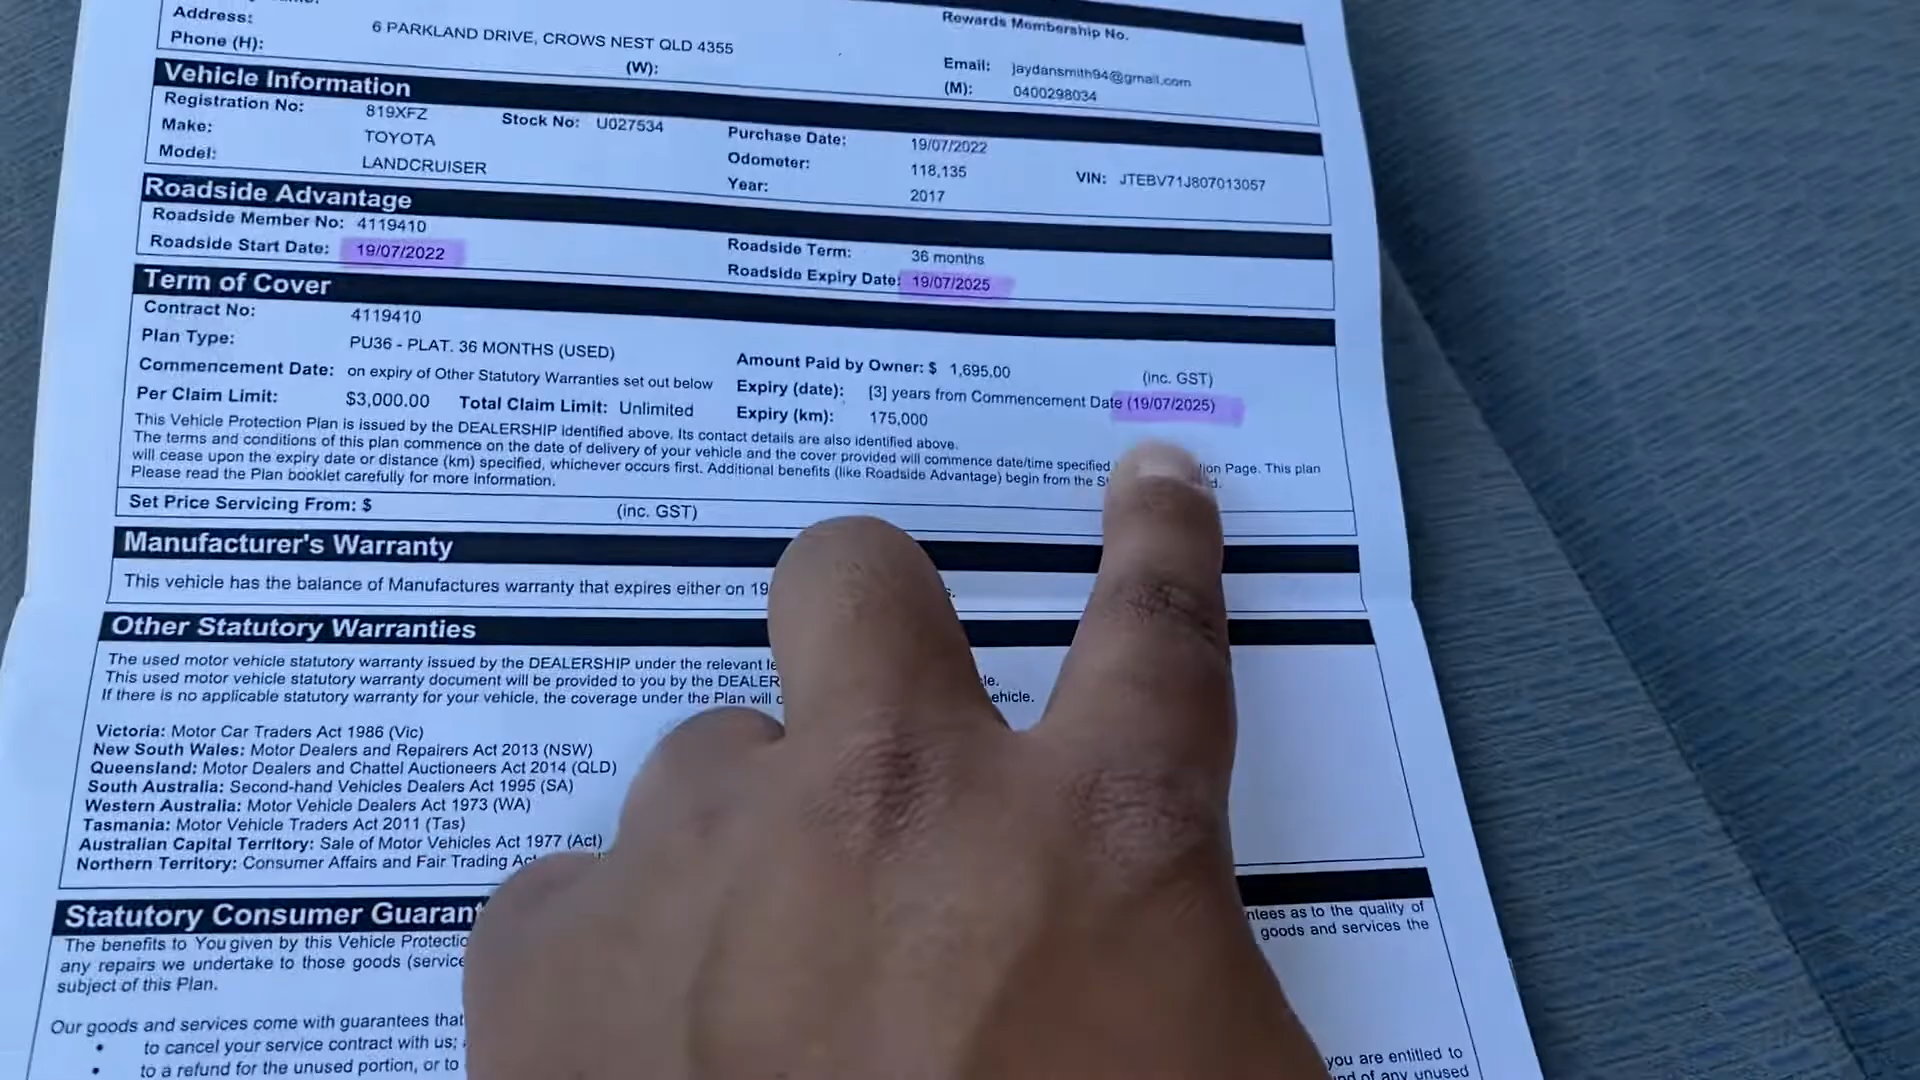 Address: 6 PARKLAND DRIVE, CROWS NEST QLD 4355 Rewards Membership No.
Phone (H): (W): Email: jaydansmith94@gmail.com
(M): 0400298034
Vehicle Information
Registration No: 819XFZ Stock No: U027534 Purchase Date: 19/07/2022
Make: TOYOTA Odometer: 118,135 VIN: JTEBV71J807013057
Model: LANDCRUISER Year: 2017
Roadside Advantage
Roadside Member No: 4119410 Roadside Term: 36 months
Roadside Start Date: 19/07/2022 Roadside Expiry Date: 19/07/2025
Term of Cover
Contract No: 4119410
Plan Type: PU36 - PLAT. 36 MONTHS (USED) Amount Paid by Owner: $ 1,695.00 (inc. GST)
Commencement Date: on expiry of Other Statutory Warranties set out below Expiry (date): [3] years from Commencement Date (19/07/2025)
Per Claim Limit: $3,000.00 Total Claim Limit: Unlimited Expiry (km): 175,000
This Vehicle Protection Plan is issued by the DEALERSHIP identified above. Its contact details are also identified above.
The terms and conditions of this plan commence on the date of delivery of your vehicle and the cover provided will commence date/time specified Page. This plan
will cease upon the expiry date or distance (km) specified, whichever occurs first. Additional benefits (like Roadside Advantage) begin from the
Please read the Plan booklet carefully for more information.
Set Price Servicing From: $ (inc. GST)
Manufacturer's Warranty
This vehicle has the balance of Manufactures warranty that expires either on 19
Other Statutory Warranties
The used motor vehicle statutory warranty issued by the DEALERSHIP under the relevant
This used motor vehicle statutory warranty document will be provided to you by the
If there is no applicable statutory warranty for your vehicle, the coverage under the Plan will
Victoria: Motor Car Traders Act 1986 (Vic)
New South Wales: Motor Dealers and Repairers Act 2013 (NSW)
Queensland: Motor Dealers and Chattel Auctioneers Act 2014 (QLD)
South Australia: Second-hand Vehicles Dealers Act 1995 (SA)
Western Australia: Motor Vehicle Dealers Act 1973 (WA)
Tasmania: Motor Vehicle Traders Act 2011 (Tas)
Australian Capital Territory: Sale of Motor Vehicles Act 1977 (Act)
Northern Territory: Consumer Affairs and Fair Trading
Statutory Consumer
The benefits to You given by this Vehicle as to the quality of
any repairs we undertake to those goods goods and services the
subject of this Plan.
Our goods and services come with guarantees that
• to cancel your service contract with us; you are entitled to
• to a refund for the unused portion, or to of any unused